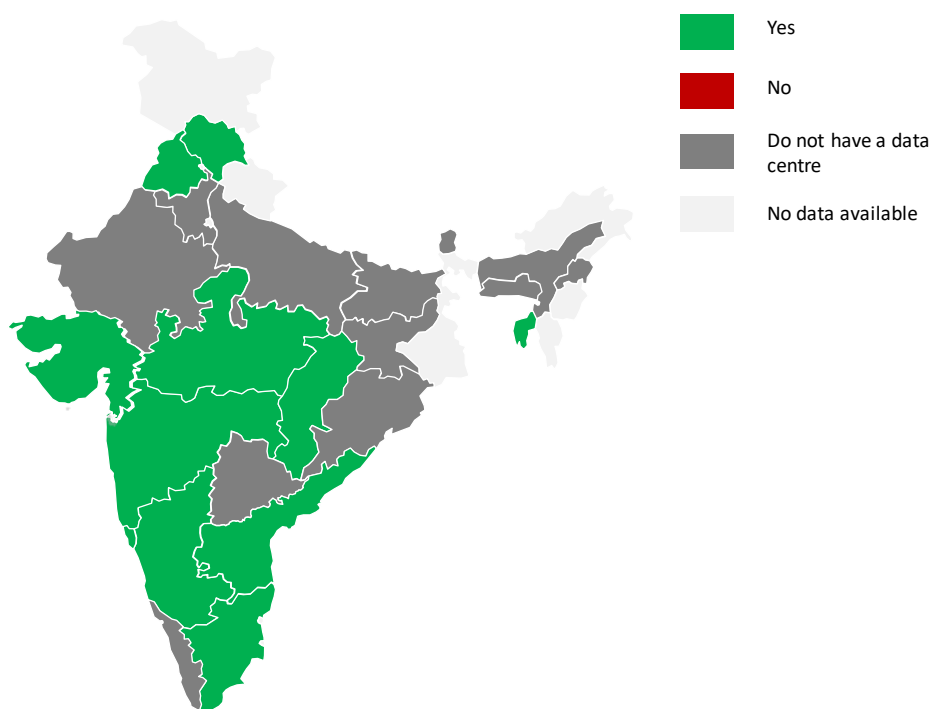 Yes
No
Do not have a data
centre
No data available